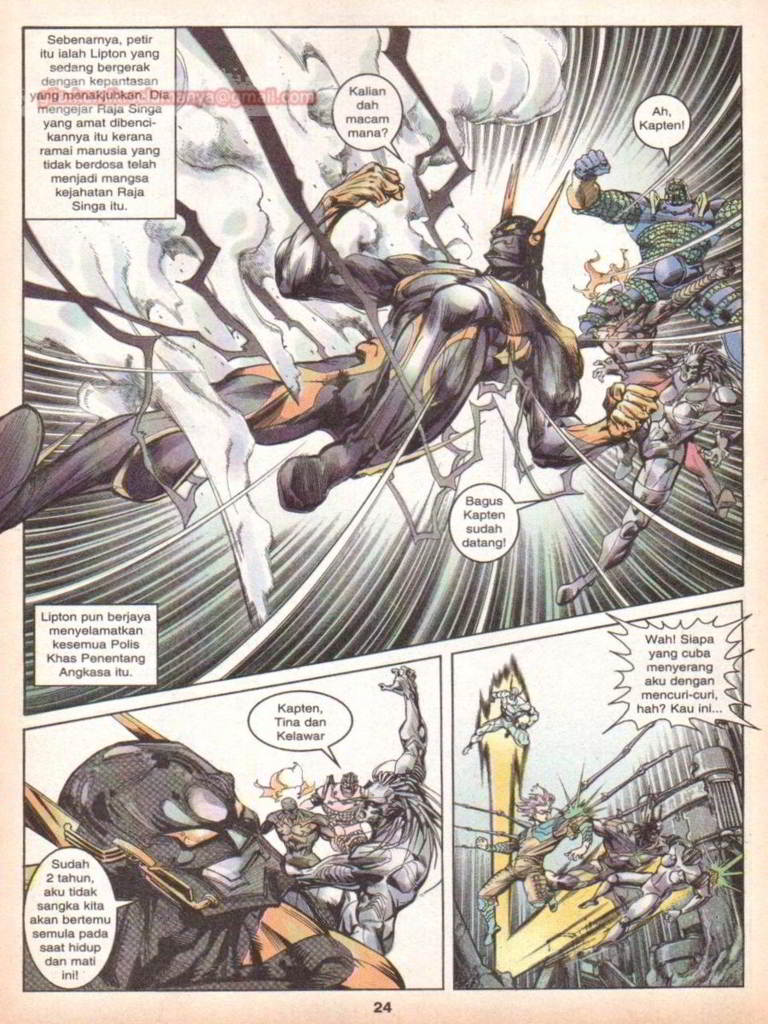 Sebenarnya, petir
itu ialah Lipton yang
sedang bergerak
dengan kepantasan
yang menakjubkan. Dia
mengejar Raja Singa
yang amat dibenci-
kannya itu kerana
ramai manusia yang
tidak berdosa telah
menjadi mangsa
kejahatan Raja
Singa itu.
@gmail.com
Kalian
dah
macam
mana?
Ah,
Kapten!
Bagus
Kapten
sudah
datang!
Lipton pun berjaya
menyelamatkan
kesemua Polis
Khas Penentang
Angkasa itu.
Kapten,
Tina dan
Kelawar
Sudah
2 tahun,
aku tidak
sangka kita
akan bertemu
semula pada
saat hidup
dan mati
ini!
Wah! Siapa
yang cuba
menyerang
aku dengan
mencuri-curi,
hah? Kau ini...
24